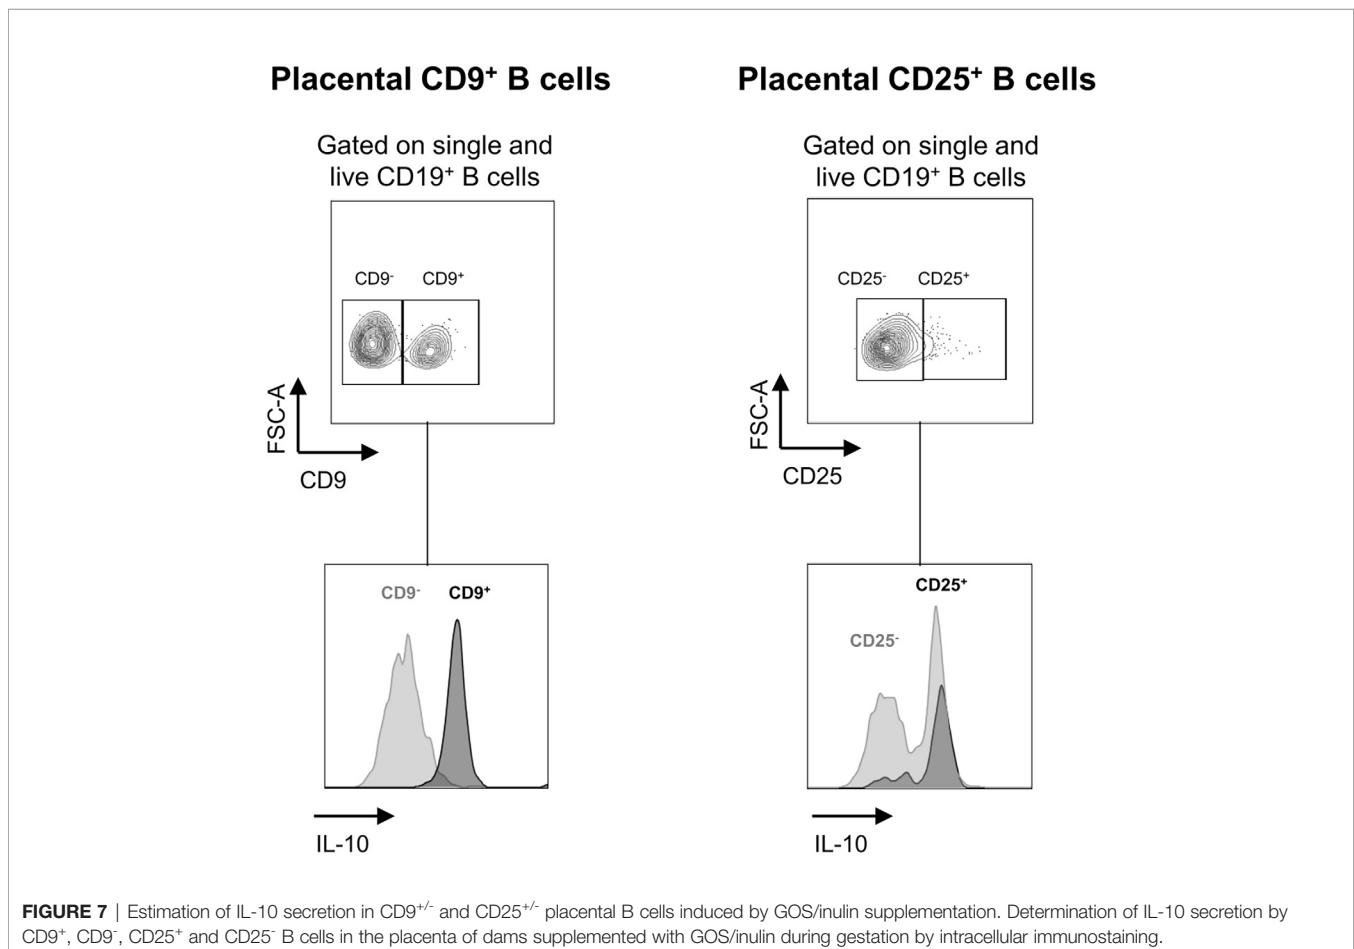 Placental CD9⁺ B cells
Gated on single and
live CD19⁺ B cells
CD9⁻ CD9⁺
FSC-A
CD9
CD9⁻ CD9⁺
IL-10
Placental CD25⁺ B cells
Gated on single and
live CD19⁺ B cells
CD25⁻ CD25⁺
FSC-A
CD25
CD25⁺
CD25⁻
IL-10
FIGURE 7 | Estimation of IL-10 secretion in CD9⁺/⁻ and CD25⁺/⁻ placental B cells induced by GOS/inulin supplementation. Determination of IL-10 secretion by
CD9⁺, CD9⁻, CD25⁺ and CD25⁻ B cells in the placenta of dams supplemented with GOS/inulin during gestation by intracellular immunostaining.